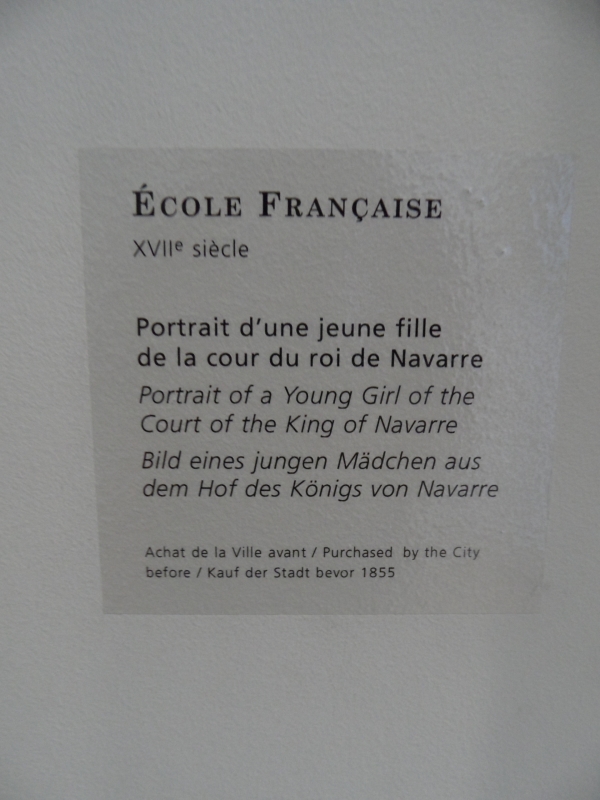 École Française
XVIIe siècle
Portrait d'une jeune fille
de la cour du roi de Navarre
Portrait of a Young Girl of the
Court of the King of Navarre
Bild eines jungen Mädchen aus
dem Hof des Königs von Navarre
Achat de la Ville avant / Purchased by the City
before / Kauf der Stadt bevor 1855